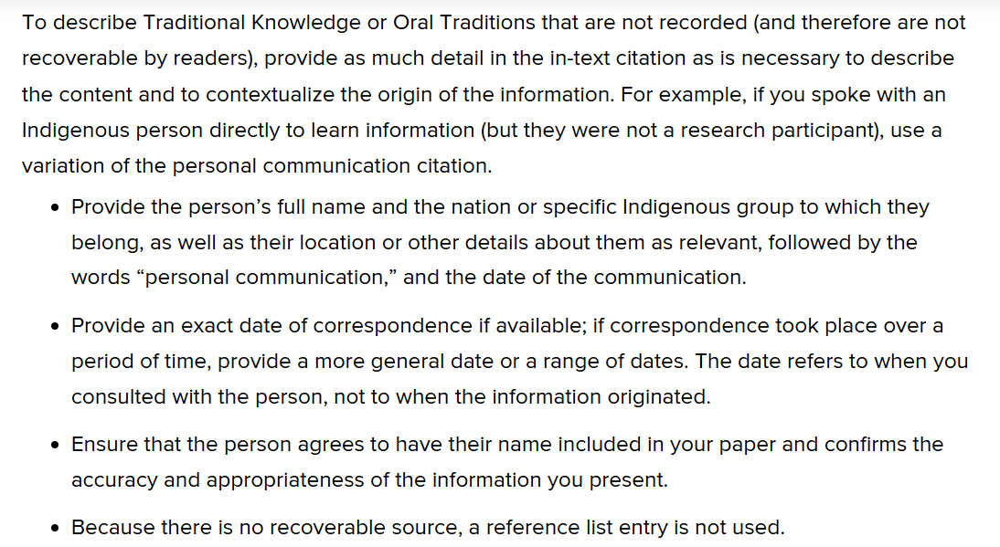 To describe Traditional Knowledge or Oral Traditions that are not recorded (and therefore are not
recoverable by readers), provide as much detail in the in-text citation as is necessary to describe
the content and to contextualize the origin of the information. For example, if you spoke with an
Indigenous person directly to learn information (but they were not a research participant), use a
variation of the personal communication citation.
• Provide the person’s full name and the nation or specific Indigenous group to which they
belong, as well as their location or other details about them as relevant, followed by the
words “personal communication,” and the date of the communication.
• Provide an exact date of correspondence if available; if correspondence took place over a
period of time, provide a more general date or a range of dates. The date refers to when you
consulted with the person, not to when the information originated.
• Ensure that the person agrees to have their name included in your paper and confirms the
accuracy and appropriateness of the information you present.
• Because there is no recoverable source, a reference list entry is not used.